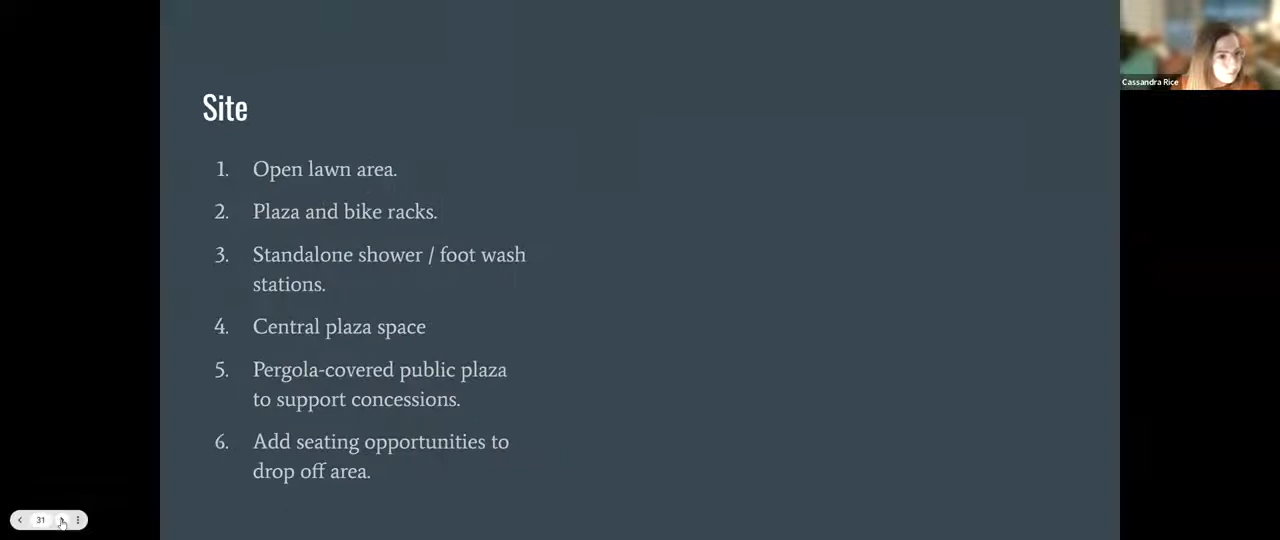 Site
1. Open lawn area.
2. Plaza and bike racks.
3. Standalone shower / foot wash
stations.
4. Central plaza space
5. Pergola-covered public plaza
to support concessions.
6. Add seating opportunities to
drop off area.
Cassandra Rice
31